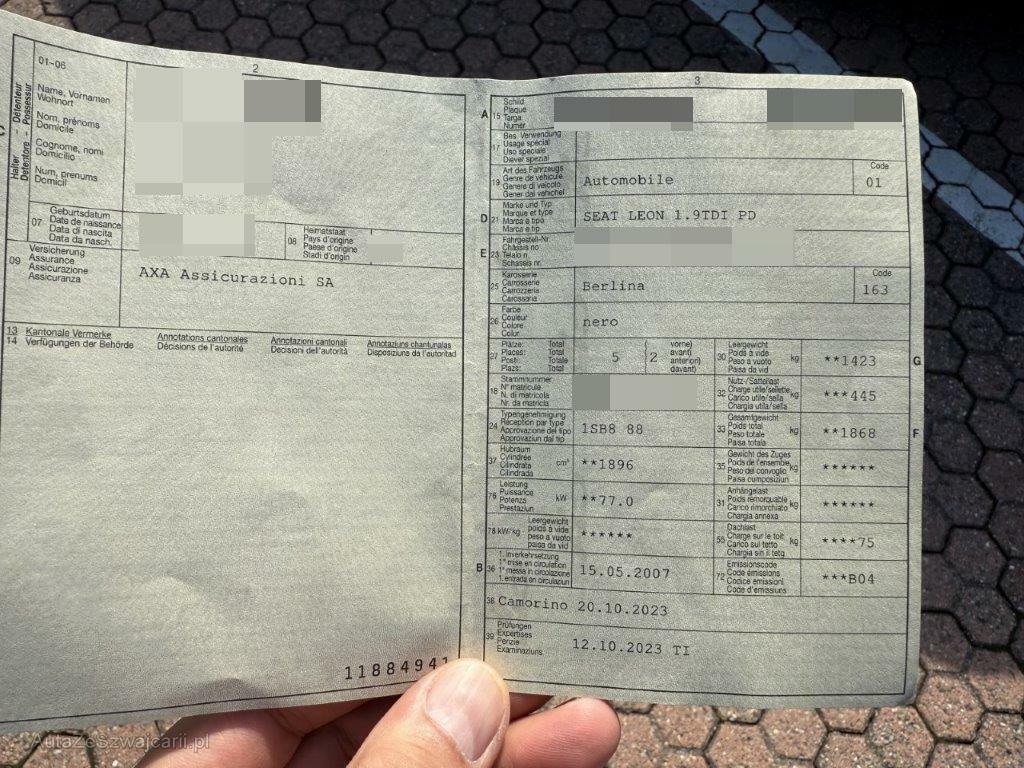 2
01-06
Halter - Détenteur
Detentore - Possessur
C
Name, Vornamen
Wohnort
Nom, prénoms
Domicile
Cognome, nomi
Domicilio
Num, prenums
Domicil
07
Geburtsdatum
Date de naissance
Data di nascita
Data da nasch.
08
Heimatstaat
Pays d'origine
Paese d'origine
Stadi d'origin
09
Versicherung
Assurance
Assicurazione
Assicuranza
AXA Assicurazioni SA
13 Kantonale Vermerke
14 Verfügungen der Behörde
Annotations cantonales
Décisions de l'autorité
Annotazioni cantonali
Decisioni dell'autorità
Annotaziuns chantunalas
Disposiziuns da l'autoritad
11884941
3
A 15
Schild
Plaque
Targa
Numer
17
Bes. Verwendung
Usage spécial
Uso speciale
Diever spezial
19
Art des Fahrzeugs
Genre de véhicule
Genere di veicolo
Gener dal vehichel
Automobile
Code
01
D 21
Marke und Typ
Marque et type
Marca e tipo
Marca e tip
SEAT LEON 1.9TDI PD
E 23
Fahrgestell-Nr.
Châssis no
Telaio n.
Schassis nr.
25
Karosserie
Carrosserie
Carrozzeria
Carossaria
Berlina
Code
163
26
Farbe
Couleur
Colore
Colur
nero
27
Plätze: Total
Places: Total
Posti: Totale
Plazs: Total
5
( 2
vorne)
avant)
anteriori)
davant)
30
Leergewicht
Poids à vide
Peso a vuoto
Paisa da vid
kg
**1423
G
18
Stammnummer
N° matricule
N. di matricola
Nr. da matricla
32
Nutz-/Sattellast
Charge utile/sellette
Carico utile/sella
Chargia utila/sella
kg
***445
24
Typengenehmigung
Réception par type
Approvazione del tipo
Approvaziun dal tip
1SB8 88
33
Gesamtgewicht
Poids total
Peso totale
Paisa totala
kg
**1868
F
37
Hubraum
Cylindrée
Cilindrata
Cilindrada
cm³
**1896
35
Gewicht des Zuges
Poids de l'ensemble
Peso del convoglio
Paisa cumposiziun
kg
******
76
Leistung
Puissance
Potenza
Prestaziun
kW
**77.0
31
Anhängelast
Poids remorquable
Carico rimorchiato
Chargia annexa
kg
******
78 kW/kg
Leergewicht
poids à vide
peso a vuoto
paisa da vid
******
55
Dachlast
Charge sur le toit
Carico sul tetto
Chargia sin il tetg
kg
****75
B 36
1. Inverkehrsetzung
1ʳᵉ mise en circulation
1ª messa in circolazione
1. entrada en circulaziun
15.05.2007
72
Emissionscode
Code émissions
Codice emissioni
Code d'emissiuns
***B04
38 Camorino 20.10.2023
39
Prüfungen
Expertises
Perizie
Examinaziuns
12.10.2023 TI
AutaZeSzwajcarii.pl